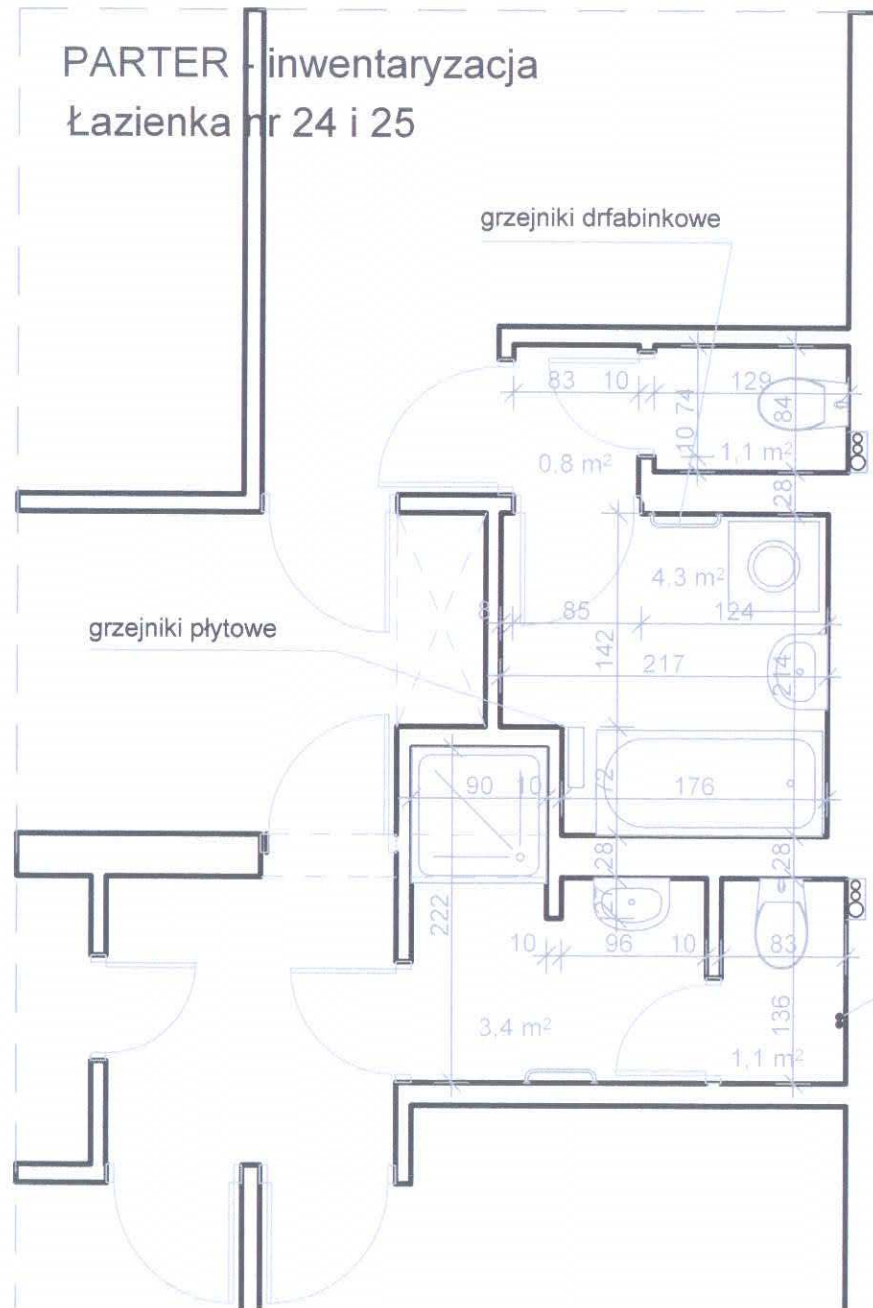 PARTER - inwentaryzacja
Łazienka nr 24 i 25
grzejniki drfabinkowe
83 10 129
74
84
10
0.8 m²
1,1 m²
28
4.3 m²
grzejniki płytowe
8 85 124
142
217
214
90 10 72 176
28 28
222
127
10 96 10 83
136
3,4 m²
1,1 m²